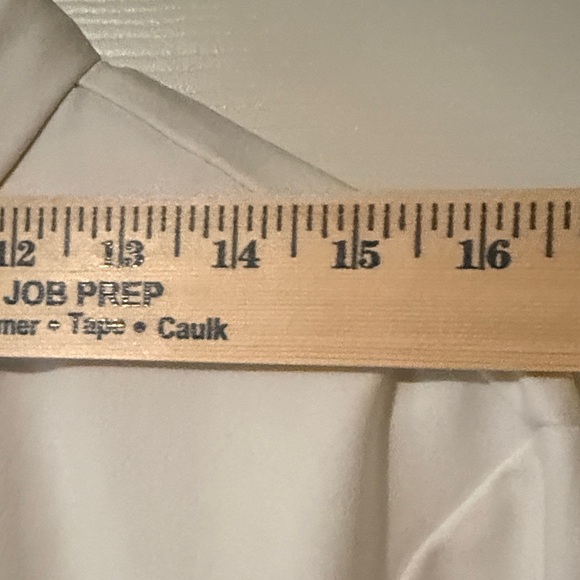 12 13 14 15 16
JOB PREP
mer • Tape • Caulk